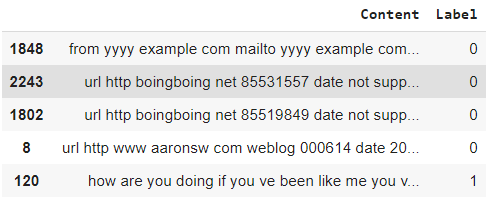 Content Label
1848 from yyyy example com mailto yyyy example com... 0
2243 url http boingboing net 85531557 date not supp... 0
1802 url http boingboing net 85519849 date not supp... 0
8 url http www aaronsw com weblog 000614 date 20... 0
120 how are you doing if you ve been like me you v... 1